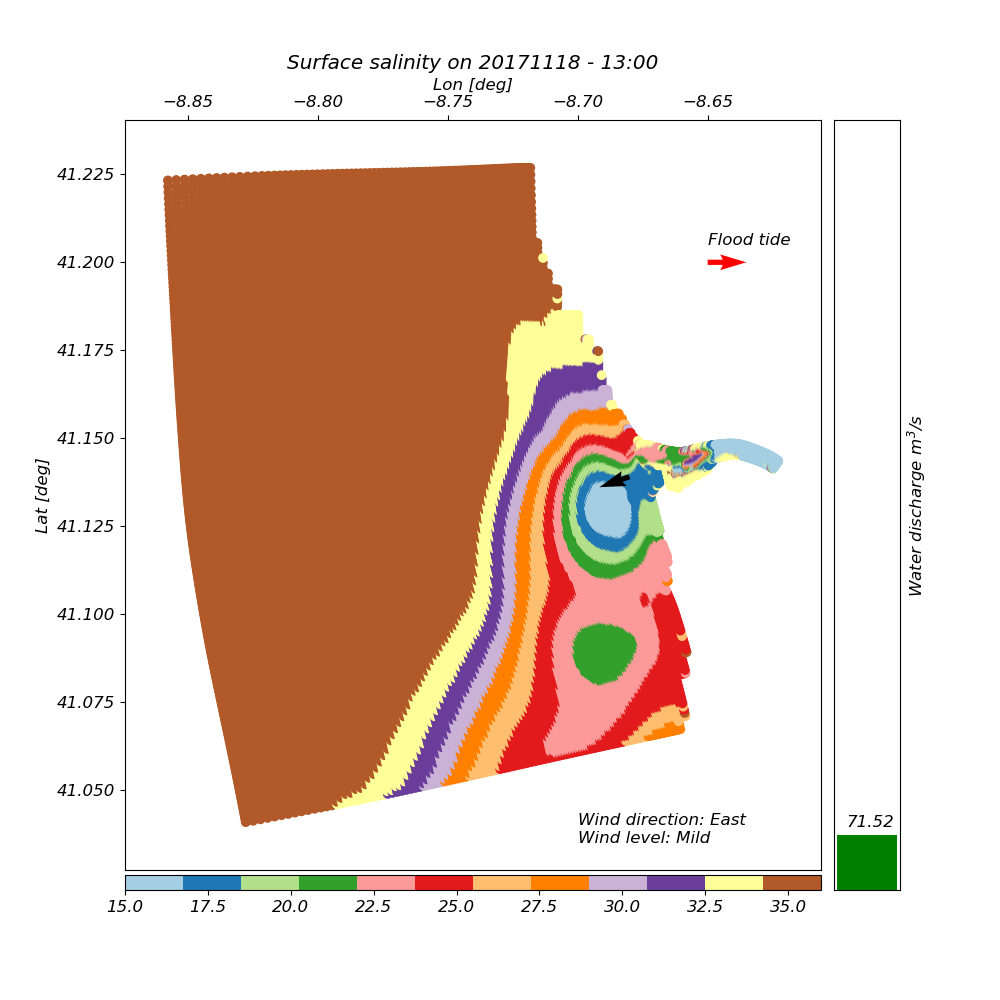 Surface salinity on 20171118 - 13:00
Lon [deg]
−8.85 −8.80 −8.75 −8.70 −8.65
41.225
41.200
41.175
41.150
41.125
41.100
41.075
41.050
Lat [deg]
Flood tide
Wind direction: East
Wind level: Mild
15.0 17.5 20.0 22.5 25.0 27.5 30.0 32.5 35.0
71.52
Water discharge m³/s